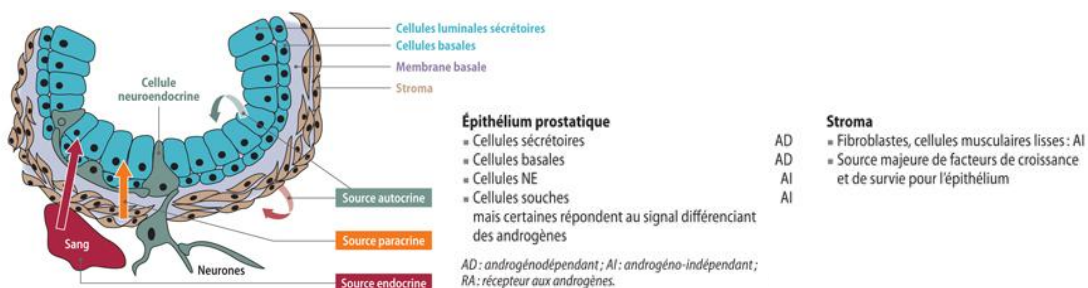 Cellules luminales sécrétoires
Cellules basales
Membrane basale
Stroma
Cellule
neuroendocrine
Source autocrine
Source paracrine
Source endocrine
Sang
Neurones
Épithélium prostatique
▪ Cellules sécrétoires AD
▪ Cellules basales AD
▪ Cellules NE AI
▪ Cellules souches AI
mais certaines répondent au signal différenciant
des androgènes
AD : androgénodépendant ; AI : androgéno-indépendant ;
RA : récepteur aux androgènes.
Stroma
▪ Fibroblastes, cellules musculaires lisses : AI
▪ Source majeure de facteurs de croissance
et de survie pour l'épithélium